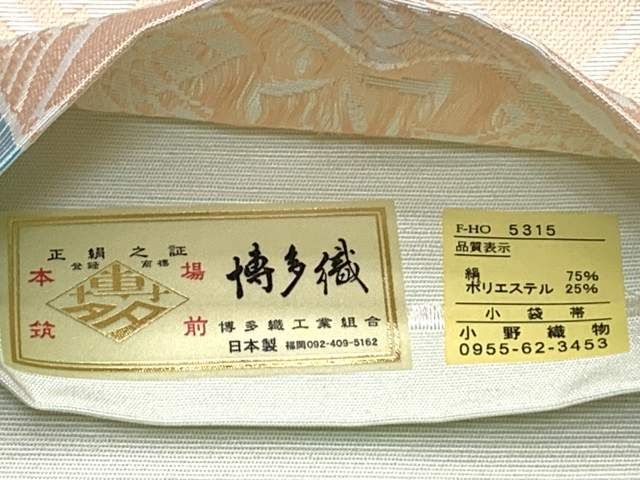 正絹之証
登録 商標
本場
筑前
博多
博多織
博多織工業組合
日本製 福岡092-409-5162
F-HO 5315
品質表示
絹 75%
ポリエステル 25%
小袋帯
小野織物
0955-62-3453